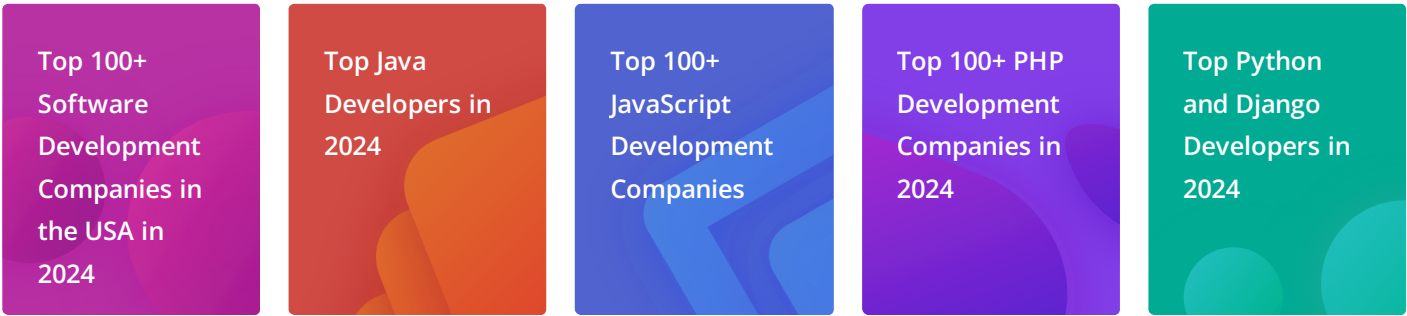 Top 100+
Software
Development
Companies in
the USA in
2024
Top Java
Developers in
2024
Top 100+
JavaScript
Development
Companies
Top 100+ PHP
Development
Companies in
2024
Top Python
and Django
Developers in
2024